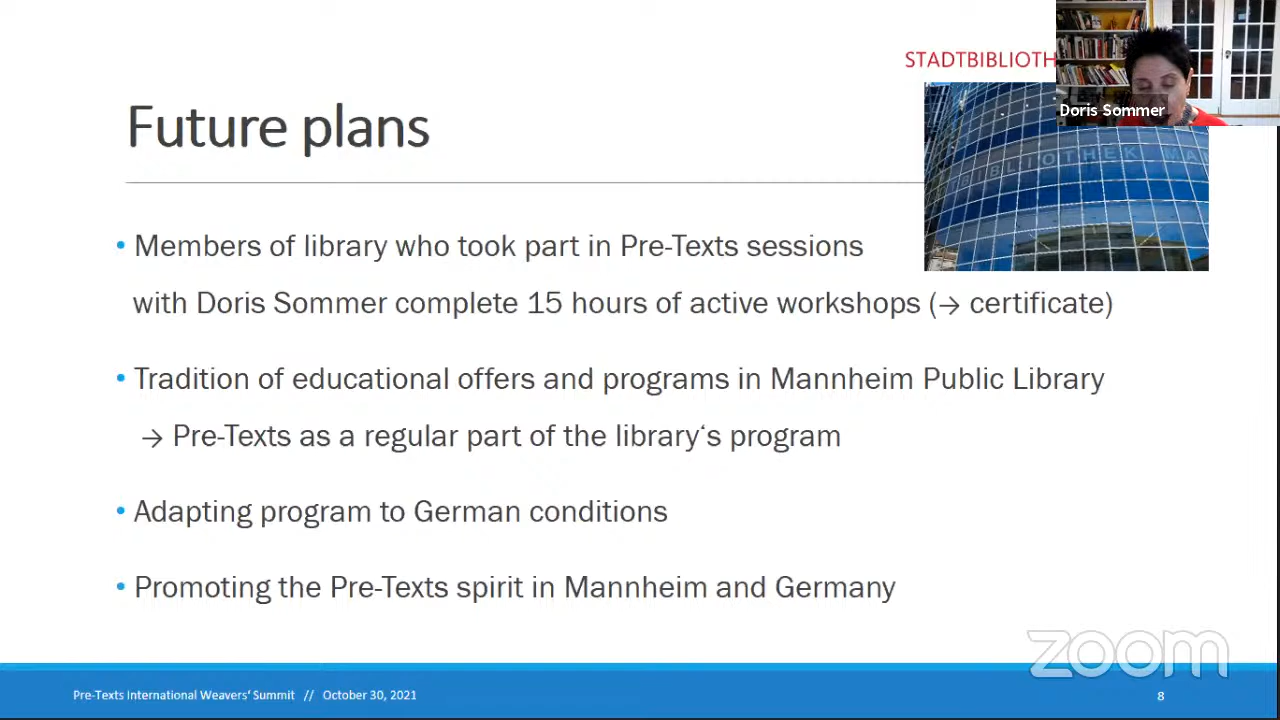 STADTBIBLIOTH
Doris Sommer
BIBLIOTHEK MAN
Future plans
• Members of library who took part in Pre-Texts sessions
with Doris Sommer complete 15 hours of active workshops (→ certificate)
• Tradition of educational offers and programs in Mannheim Public Library
→ Pre-Texts as a regular part of the library‘s program
• Adapting program to German conditions
• Promoting the Pre-Texts spirit in Mannheim and Germany
zoom
Pre-Texts International Weavers’ Summit // October 30, 2021
8